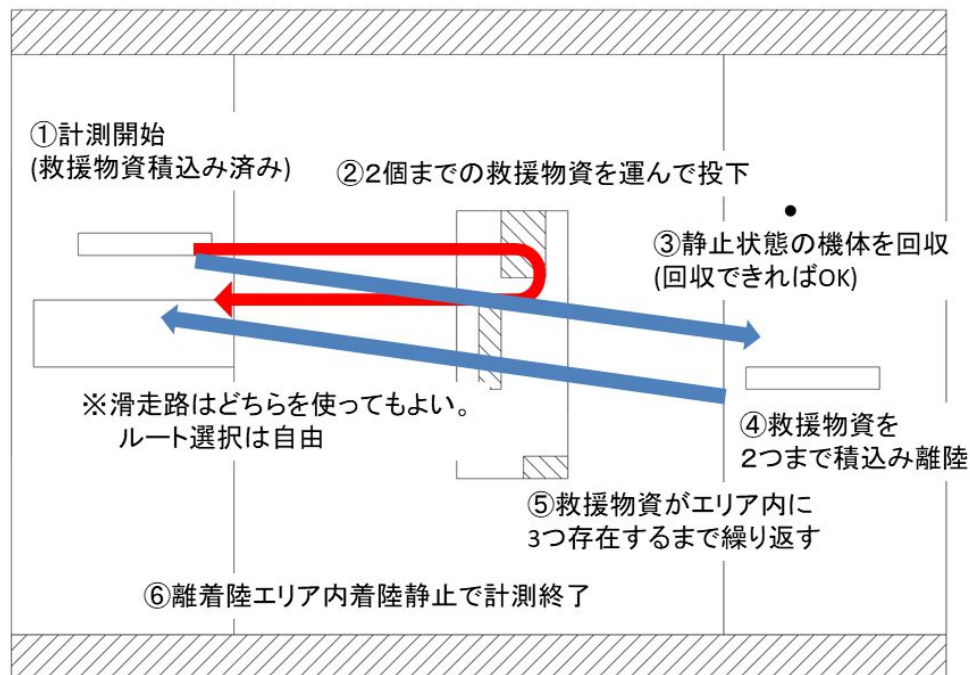 ①計測開始
(救援物資積込み済み)
②2個までの救援物資を運んで投下
③静止状態の機体を回収
(回収できればOK)
※滑走路はどちらを使ってもよい。
ルート選択は自由
④救援物資を
2つまで積込み離陸
⑤救援物資がエリア内に
3つ存在するまで繰り返す
⑥離着陸エリア内着陸静止で計測終了